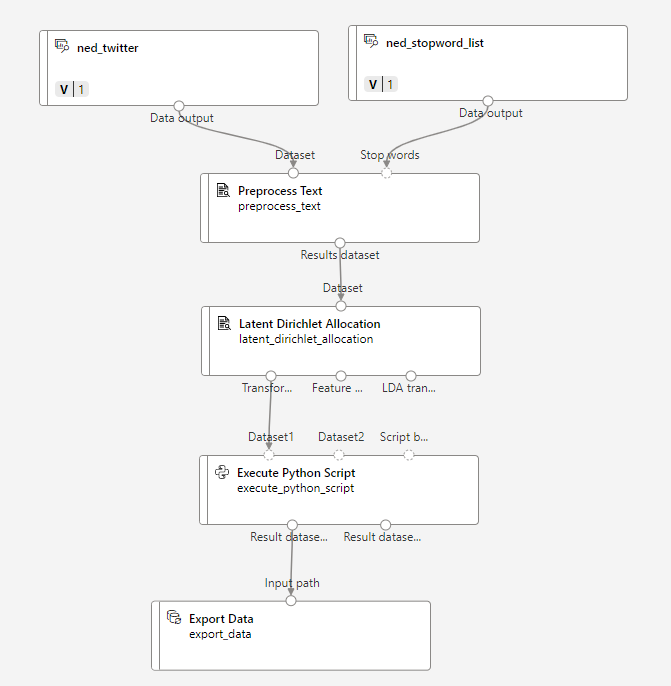 ned_twitter
V 1
Data output
ned_stopword_list
V 1
Data output
Dataset
Stop words
Preprocess Text
preprocess_text
Results dataset
Dataset
Latent Dirichlet Allocation
latent_dirichlet_allocation
Transfor...
Feature ...
LDA tran...
Dataset1
Dataset2
Script b...
Execute Python Script
execute_python_script
Result datase...
Result datase...
Input path
Export Data
export_data